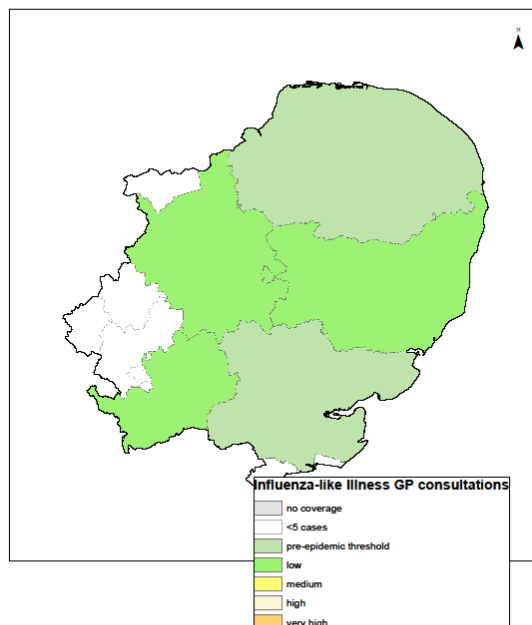 N
Influenza-like Illness GP consultations
no coverage
<5 cases
pre-epidemic threshold
low
medium
high
very high